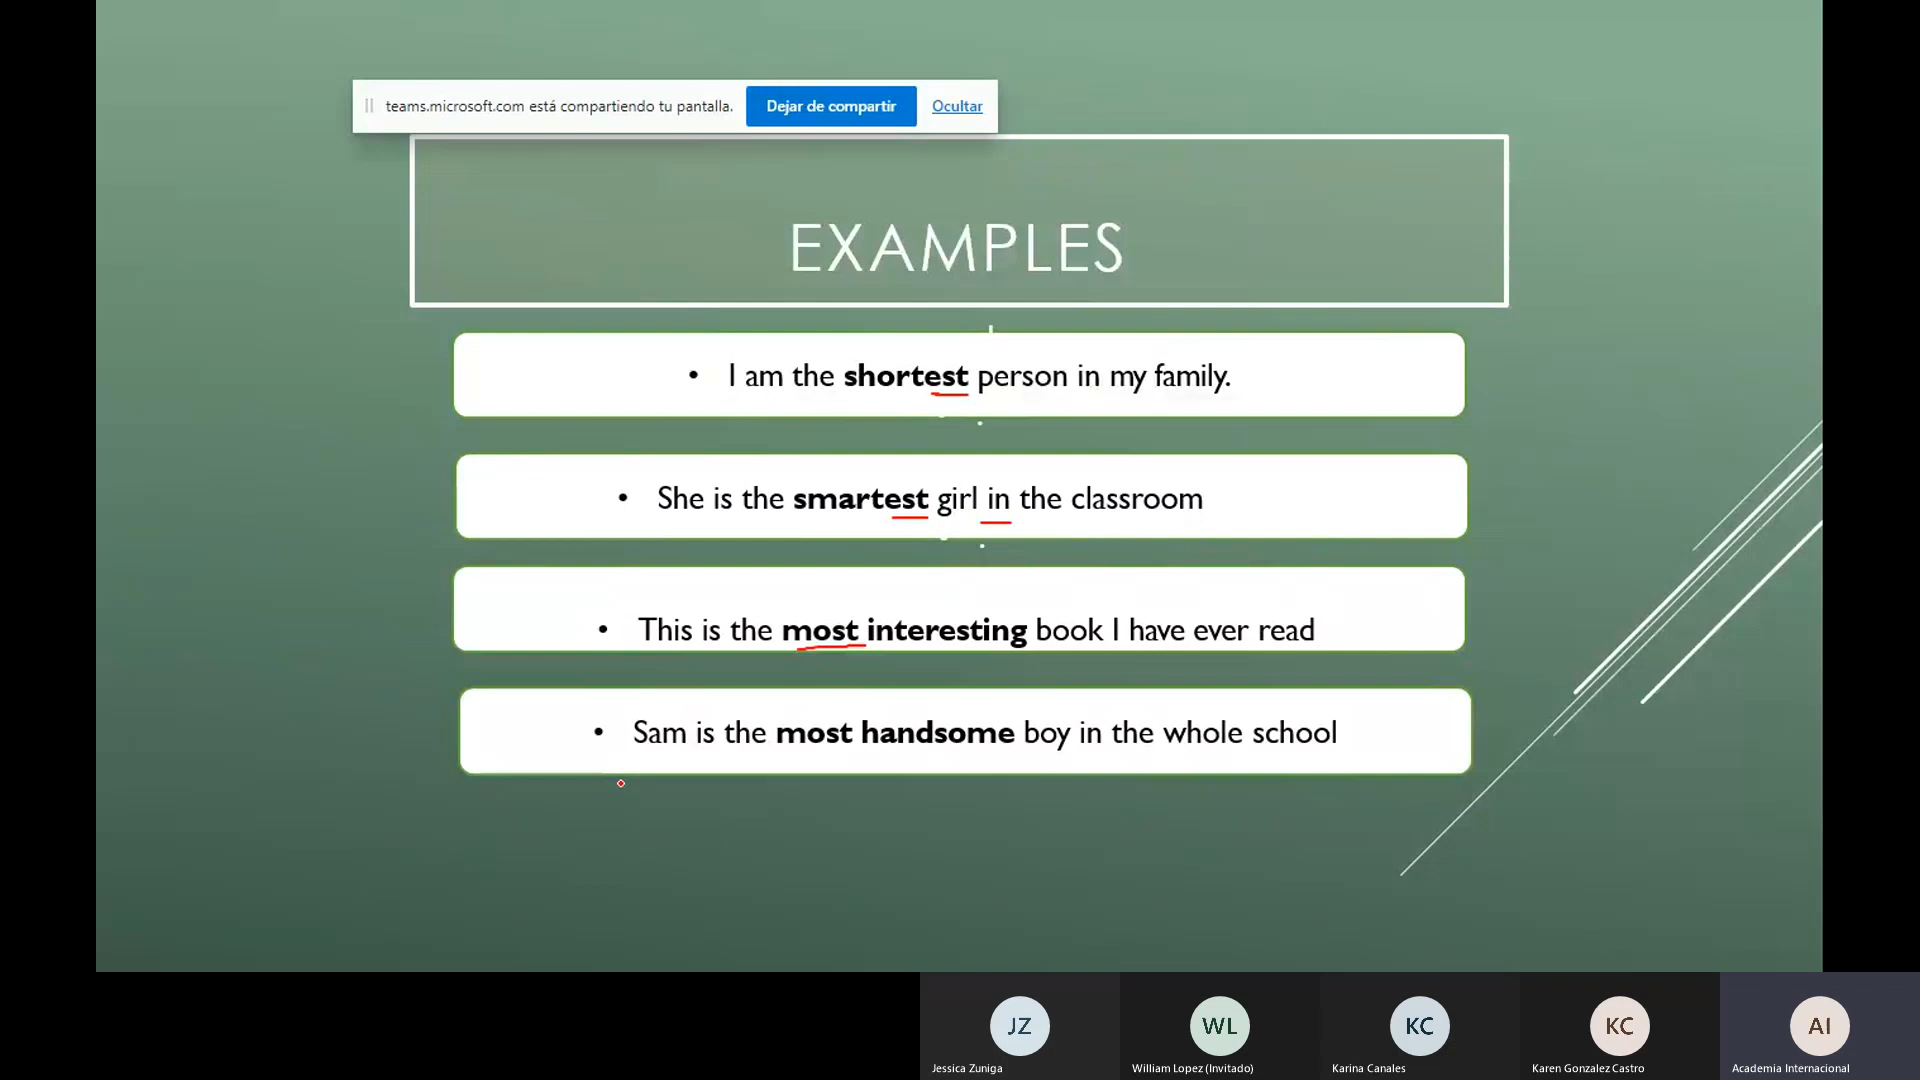 teams.microsoft.com está compartiendo tu pantalla. Dejar de compartir Ocultar
EXAMPLES
• I am the shortest person in my family.
• She is the smartest girl in the classroom
• This is the most interesting book I have ever read
• Sam is the most handsome boy in the whole school
JZ WL KC KC AI
Jessica Zuniga William Lopez (Invitado) Karina Canales Karen Gonzalez Castro Academia Internacional